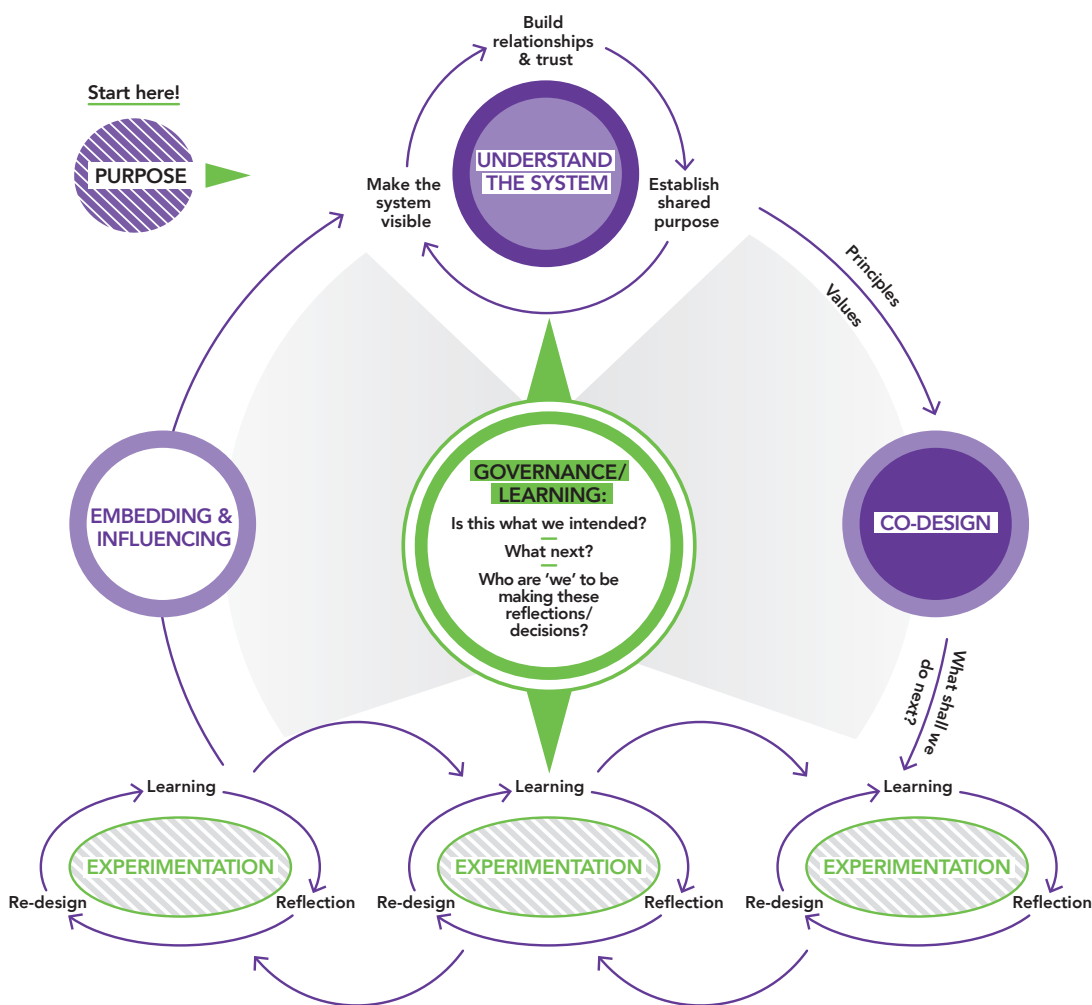 Start here!
PURPOSE
Build
relationships
& trust
UNDERSTAND
THE SYSTEM
Make the
system
visible
Establish
shared
purpose
Principles
Values
GOVERNANCE/
LEARNING:
Is this what we intended?
What next?
Who are ‘we’ to be
making these
reflections/
decisions?
EMBEDDING &
INFLUENCING
CO-DESIGN
What shall we
do next?
Learning
EXPERIMENTATION
Re-design
Reflection
Learning
EXPERIMENTATION
Re-design
Reflection
Learning
EXPERIMENTATION
Re-design
Reflection